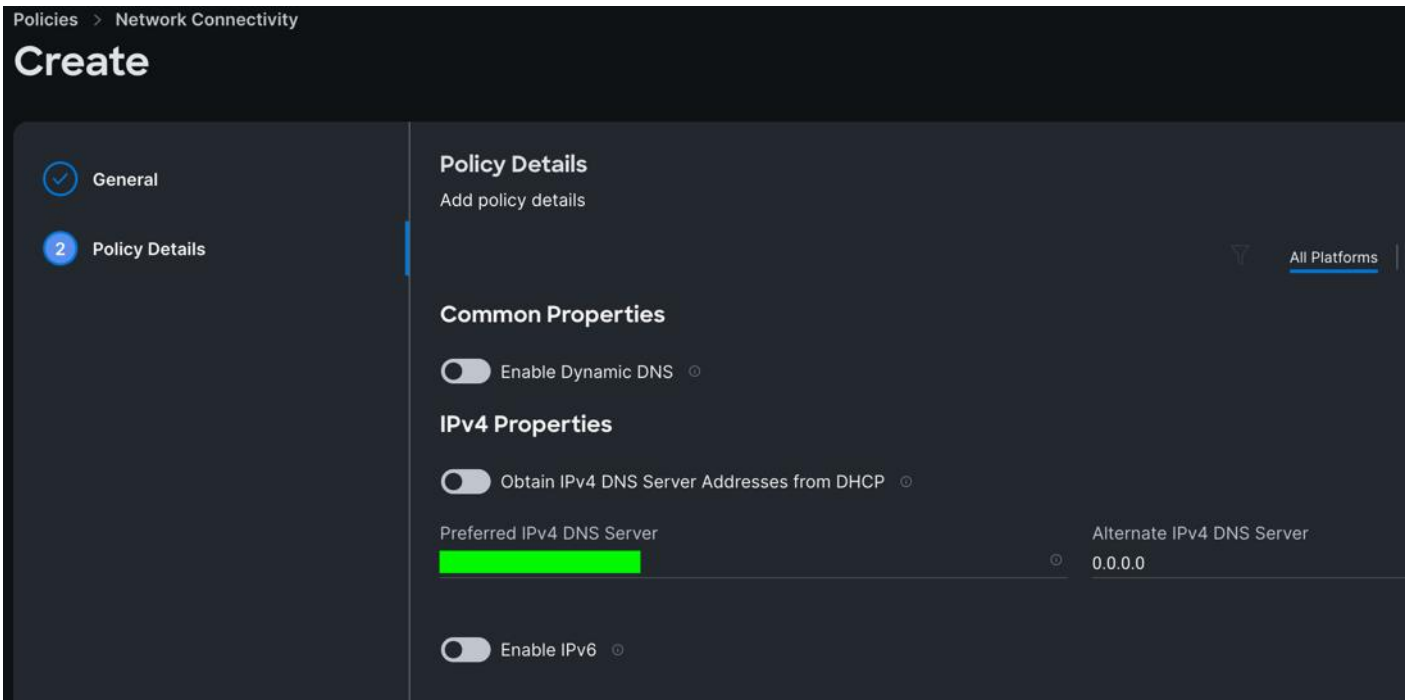 Policies > Network Connectivity
Create
General
2 Policy Details
Policy Details
Add policy details
All Platforms
Common Properties
Enable Dynamic DNS
IPv4 Properties
Obtain IPv4 DNS Server Addresses from DHCP
Preferred IPv4 DNS Server
Alternate IPv4 DNS Server
0.0.0.0
Enable IPv6